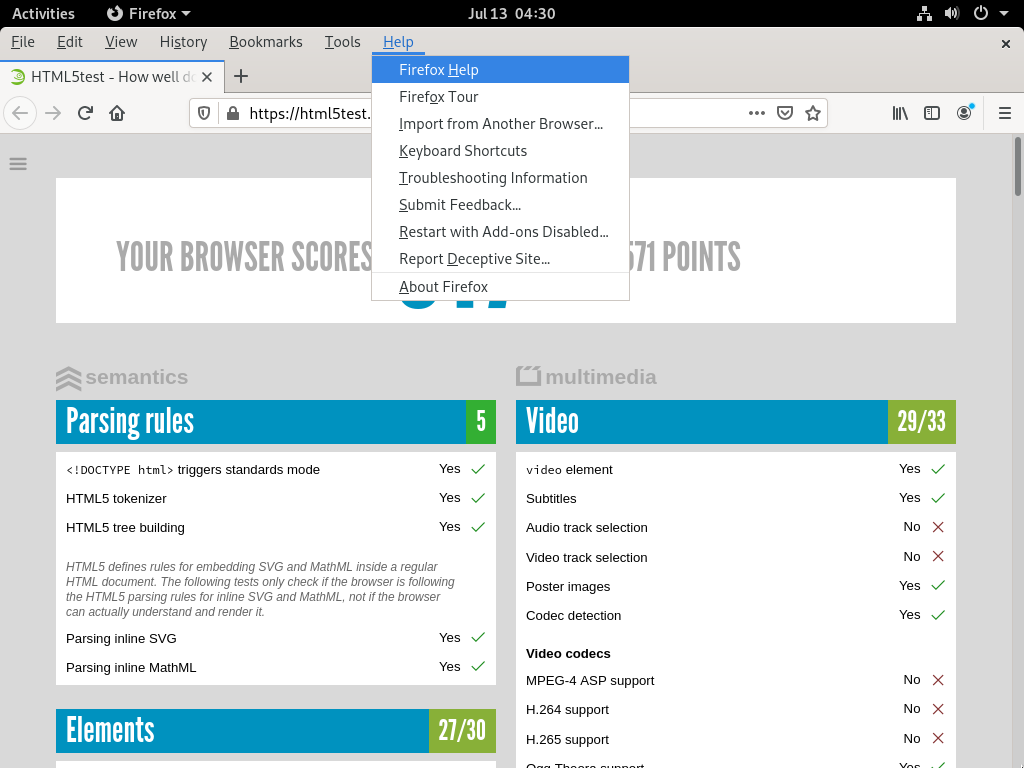 Activities Firefox Jul 13 04:30
File Edit View History Bookmarks Tools Help
HTML5test - How well do
https://html5test.
Firefox Help
Firefox Tour
Import from Another Browser...
Keyboard Shortcuts
Troubleshooting Information
Submit Feedback...
Restart with Add-ons Disabled...
Report Deceptive Site...
About Firefox
YOUR BROWSER SCORES 571 POINTS
semantics
Parsing rules 5
<!DOCTYPE html> triggers standards mode Yes
HTML5 tokenizer Yes
HTML5 tree building Yes
HTML5 defines rules for embedding SVG and MathML inside a regular
HTML document. The following tests only check if the browser is following
the HTML5 parsing rules for inline SVG and MathML, not if the browser
can actually understand and render it.
Parsing inline SVG Yes
Parsing inline MathML Yes
Elements 27/30
multimedia
Video 29/33
video element Yes
Subtitles Yes
Audio track selection No
Video track selection No
Poster images Yes
Codec detection Yes
Video codecs
MPEG-4 ASP support No
H.264 support No
H.265 support No
Ogg Theora support Yes